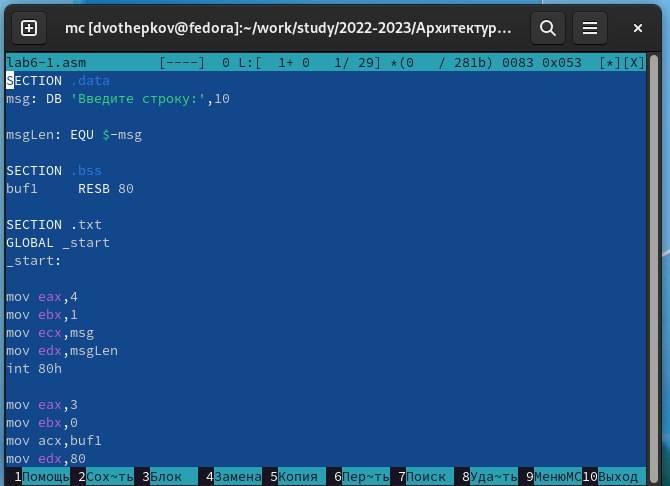 mc [dvothepkov@fedora]:~/work/study/2022-2023/Архитектур...
lab6-1.asm [----] 0 L:[ 1+ 0 1/ 29] *(0 / 281b) 0083 0x053 [*][X]
SECTION .data
msg: DB 'Введите строку:',10
msgLen: EQU $-msg
SECTION .bss
buf1 RESB 80
SECTION .txt
GLOBAL _start
_start:
mov eax,4
mov ebx,1
mov ecx,msg
mov edx,msgLen
int 80h
mov eax,3
mov ebx,0
mov acx,buf1
mov edx,80
1Помощь 2Сох~ть 3Блок 4Замена 5Копия 6Пер~ть 7Поиск 8Уда~ть 9МенюMC 10Выход